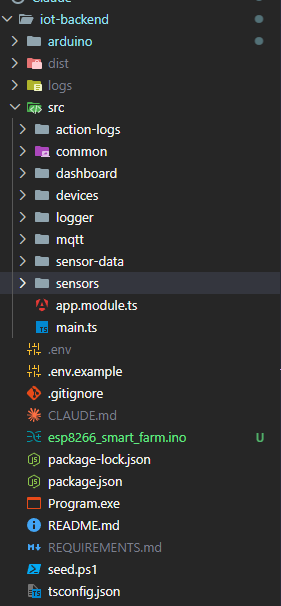 iot-backend
arduino
dist
logs
src
action-logs
common
dashboard
devices
logger
mqtt
sensor-data
sensors
app.module.ts
main.ts
.env
.env.example
.gitignore
CLAUDE.md
esp8266_smart_farm.ino U
package-lock.json
package.json
Program.exe
README.md
REQUIREMENTS.md
seed.ps1
tsconfig.json